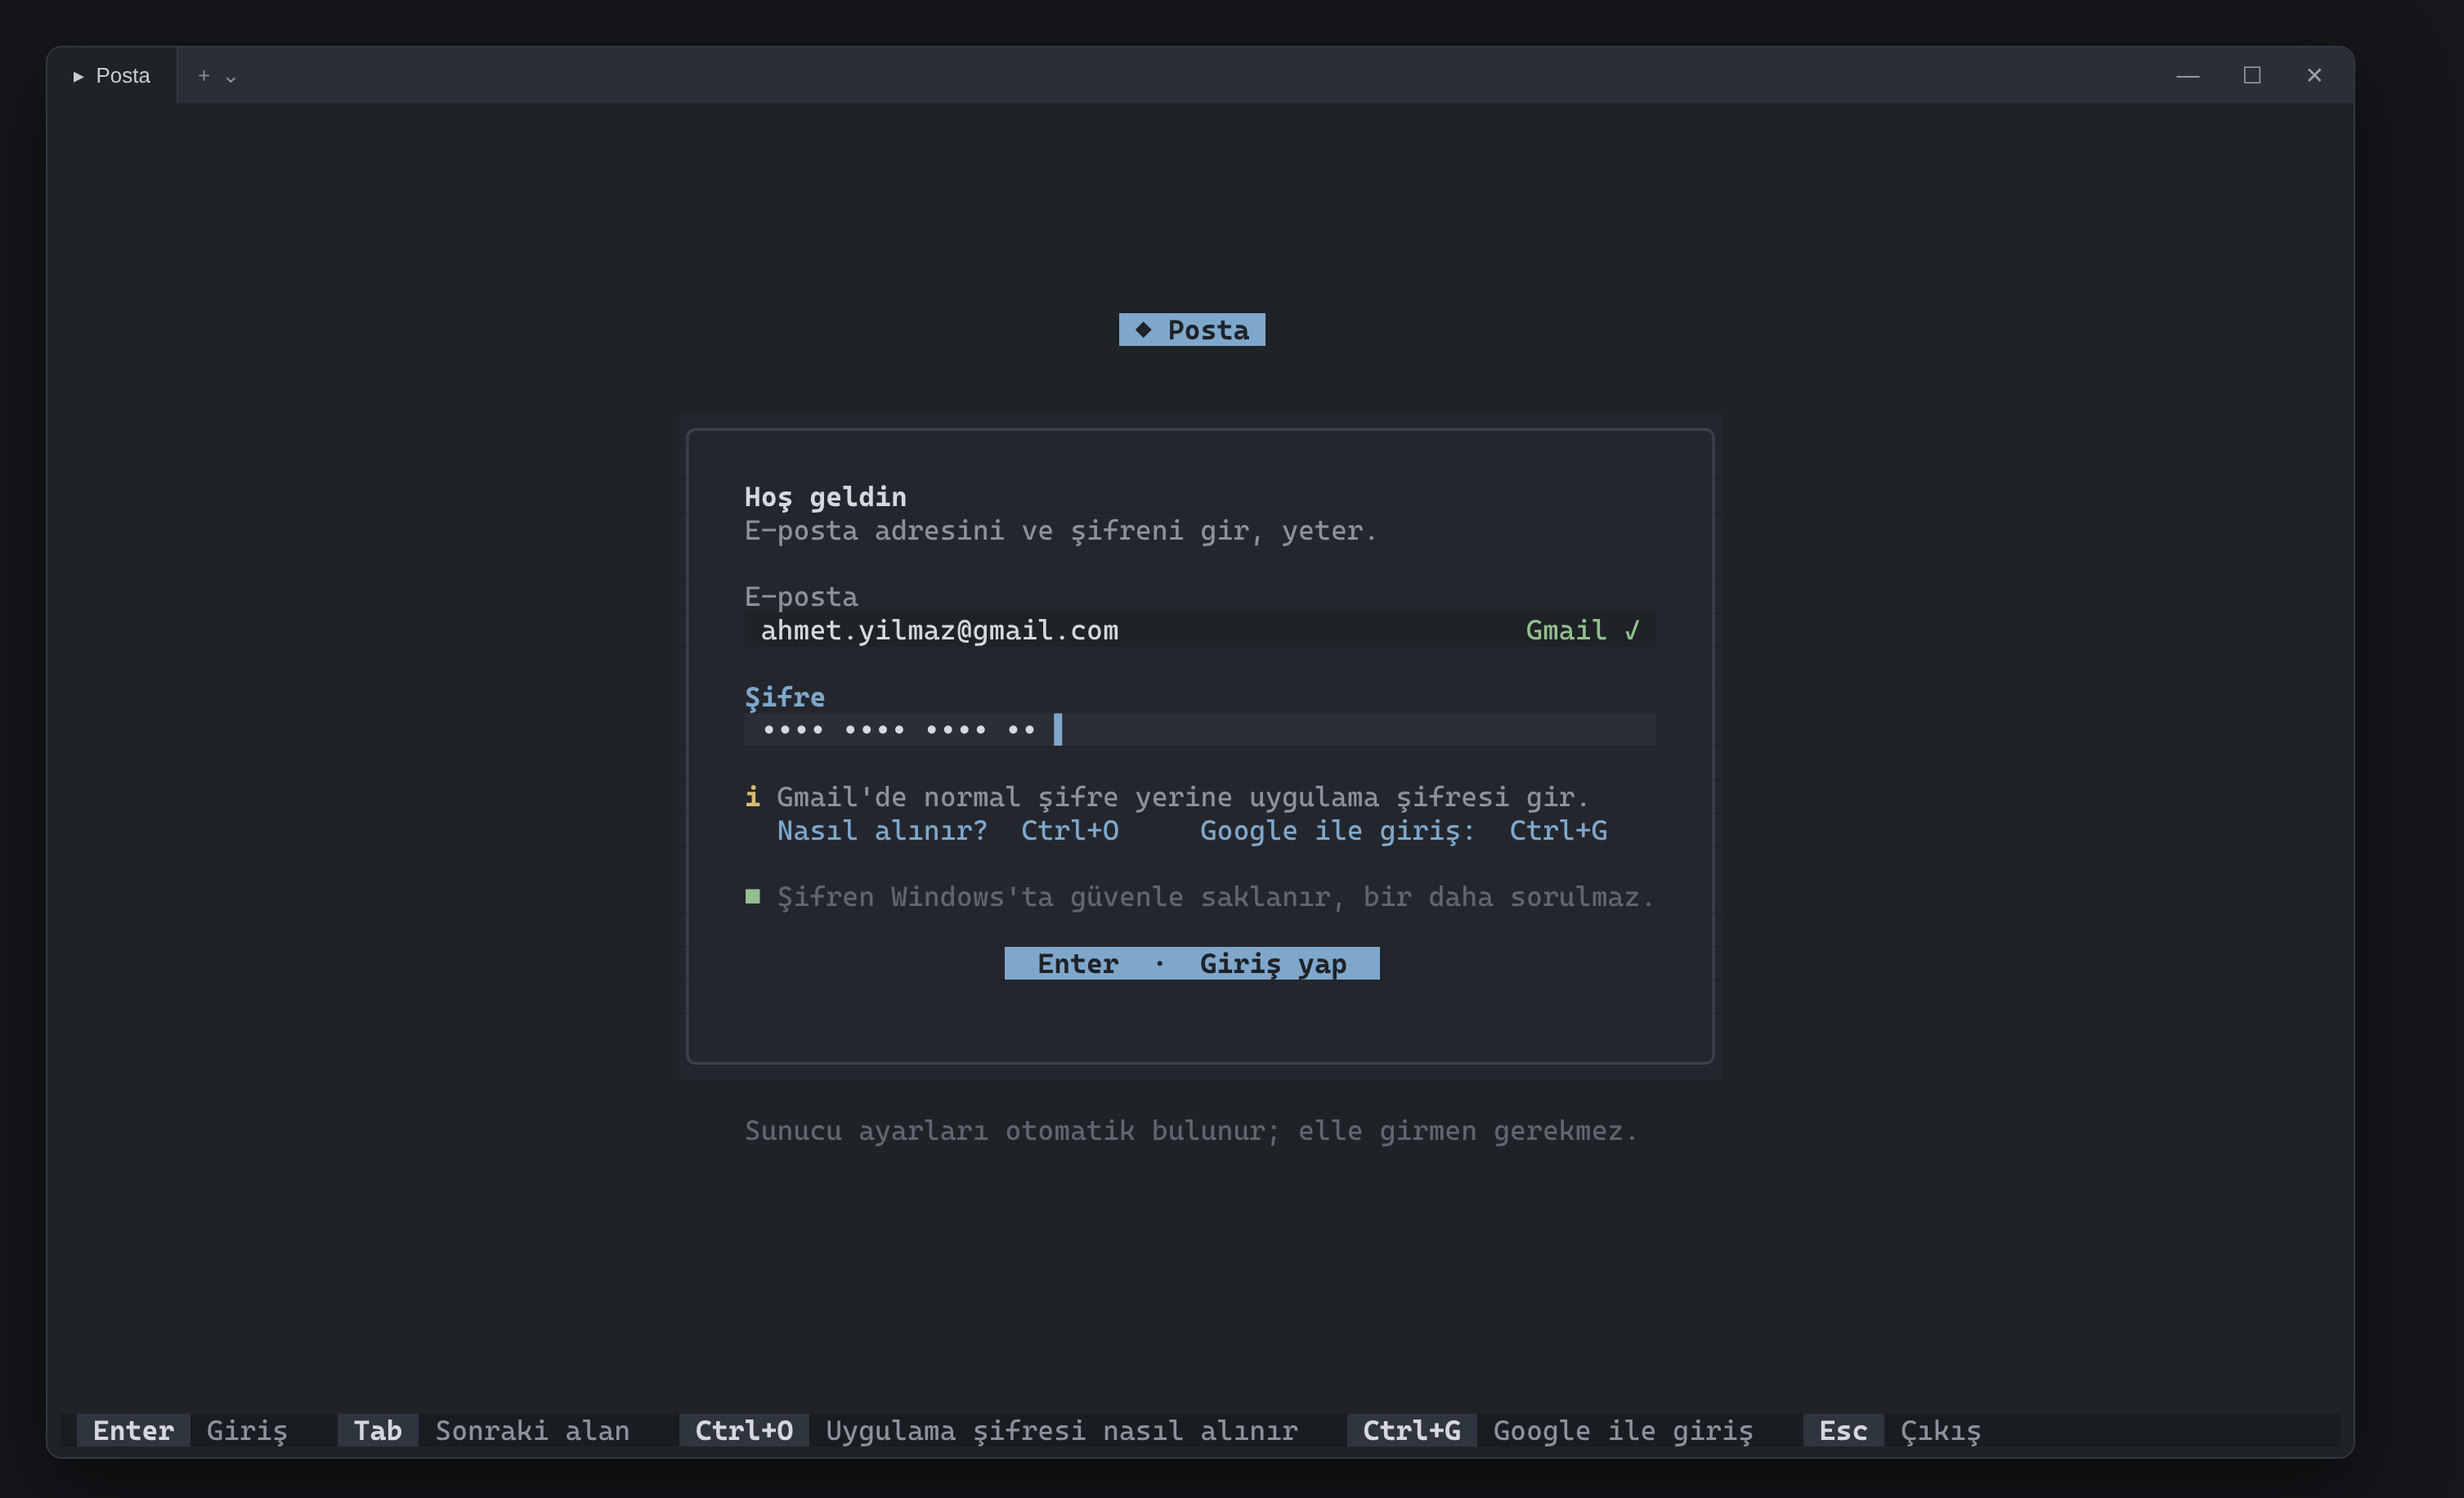 ▸ Posta + ⌄ — ☐ ✕
◆ Posta
Hoş geldin
E-posta adresini ve şifreni gir, yeter.
E-posta
ahmet.yilmaz@gmail.com Gmail ✓
Şifre
•••• •••• •••• ••
i Gmail'de normal şifre yerine uygulama şifresi gir.
Nasıl alınır? Ctrl+O Google ile giriş: Ctrl+G
■ Şifren Windows'ta güvenle saklanır, bir daha sorulmaz.
Enter · Giriş yap
Sunucu ayarları otomatik bulunur; elle girmen gerekmez.
Enter Giriş Tab Sonraki alan Ctrl+O Uygulama şifresi nasıl alınır Ctrl+G Google ile giriş Esc Çıkış